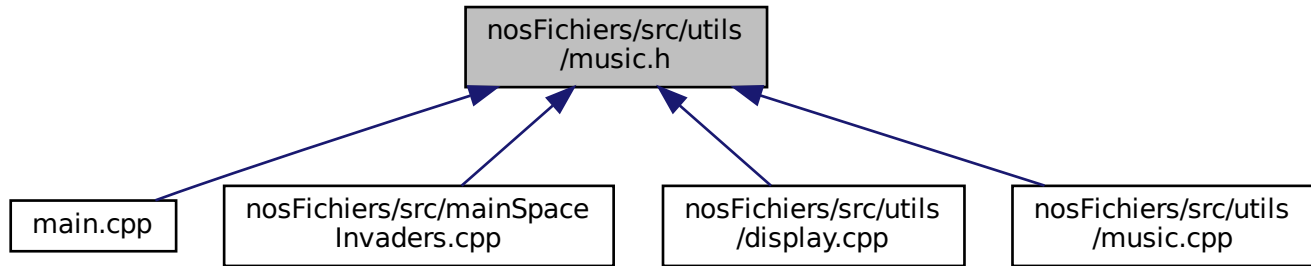 nosFichiers/src/utils
/music.h
main.cpp
nosFichiers/src/mainSpace
Invaders.cpp
nosFichiers/src/utils
/display.cpp
nosFichiers/src/utils
/music.cpp